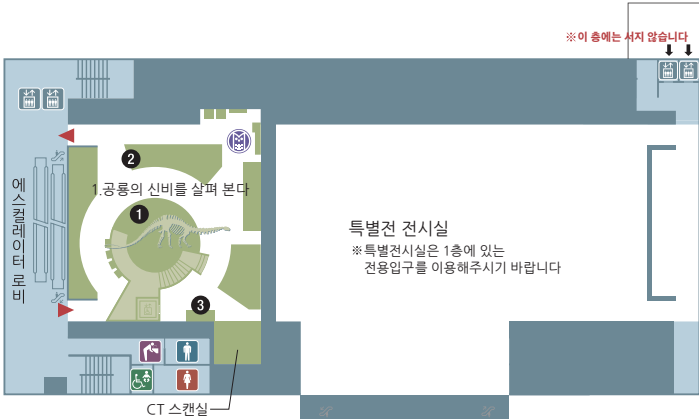 ※이 층에는 서지 않습니다
2
1.공룡의 신비를 살펴 본다
1
에스컬레이터 로비
특별전 전시실
※특별전시실은 1층에 있는
전용입구를 이용해주시기 바랍니다
3
CT 스캔실